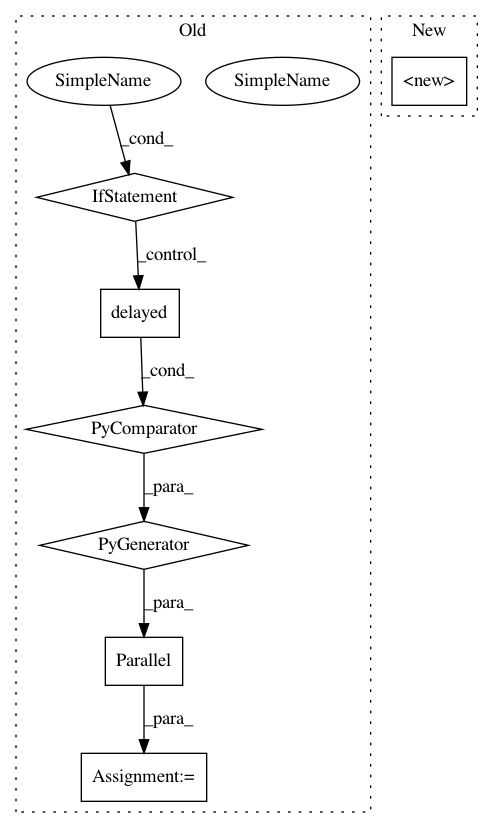 Old
New
SimpleName
SimpleName
<new>
_cond_
IfStatement
_control_
delayed
_cond_
PyComparator
_para_
PyGenerator
_para_
Parallel
_para_
Assignment:=